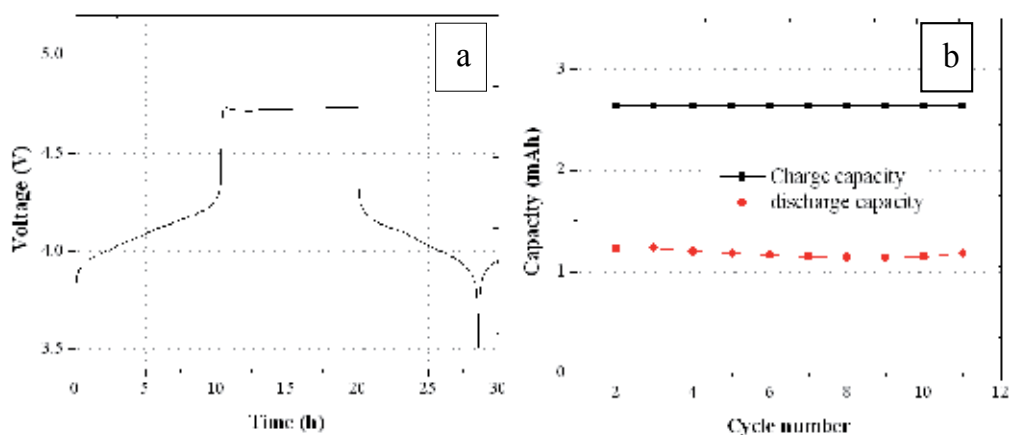 a
5.0
4.5
4.0
3.5
Voltage (V)
0 5 10 15 20 25 30
Time (h)
b
3
2
1
0
Capacity (mAh)
Charge capacity
discharge capacity
2 4 6 8 10 12
Cycle number